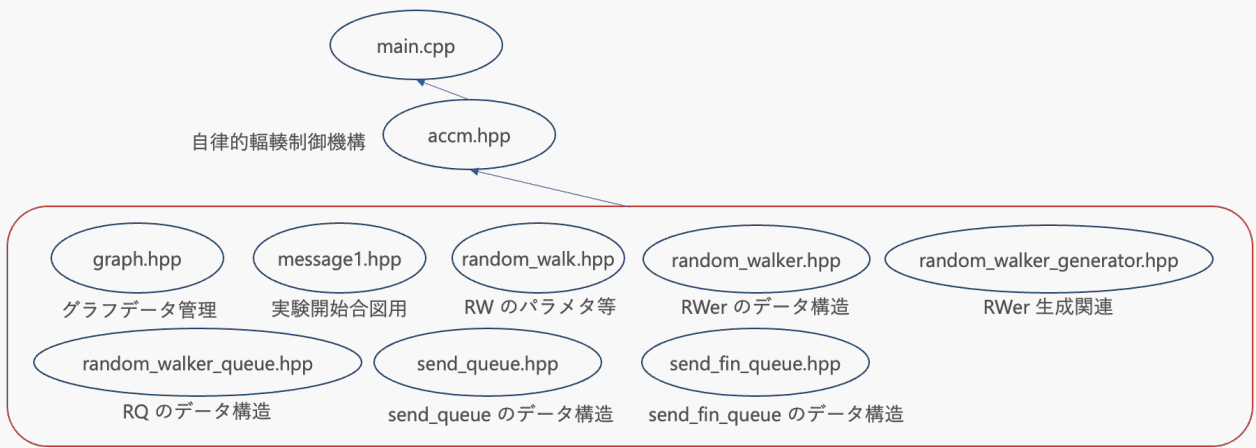 main.cpp
自律的輻輳制御機構
accm.hpp
graph.hpp
message1.hpp
random_walk.hpp
random_walker.hpp
random_walker_generator.hpp
グラフデータ管理
実験開始合図用
RW のパラメタ等
RWer のデータ構造
RWer 生成関連
random_walker_queue.hpp
send_queue.hpp
send_fin_queue.hpp
RQ のデータ構造
send_queue のデータ構造
send_fin_queue のデータ構造